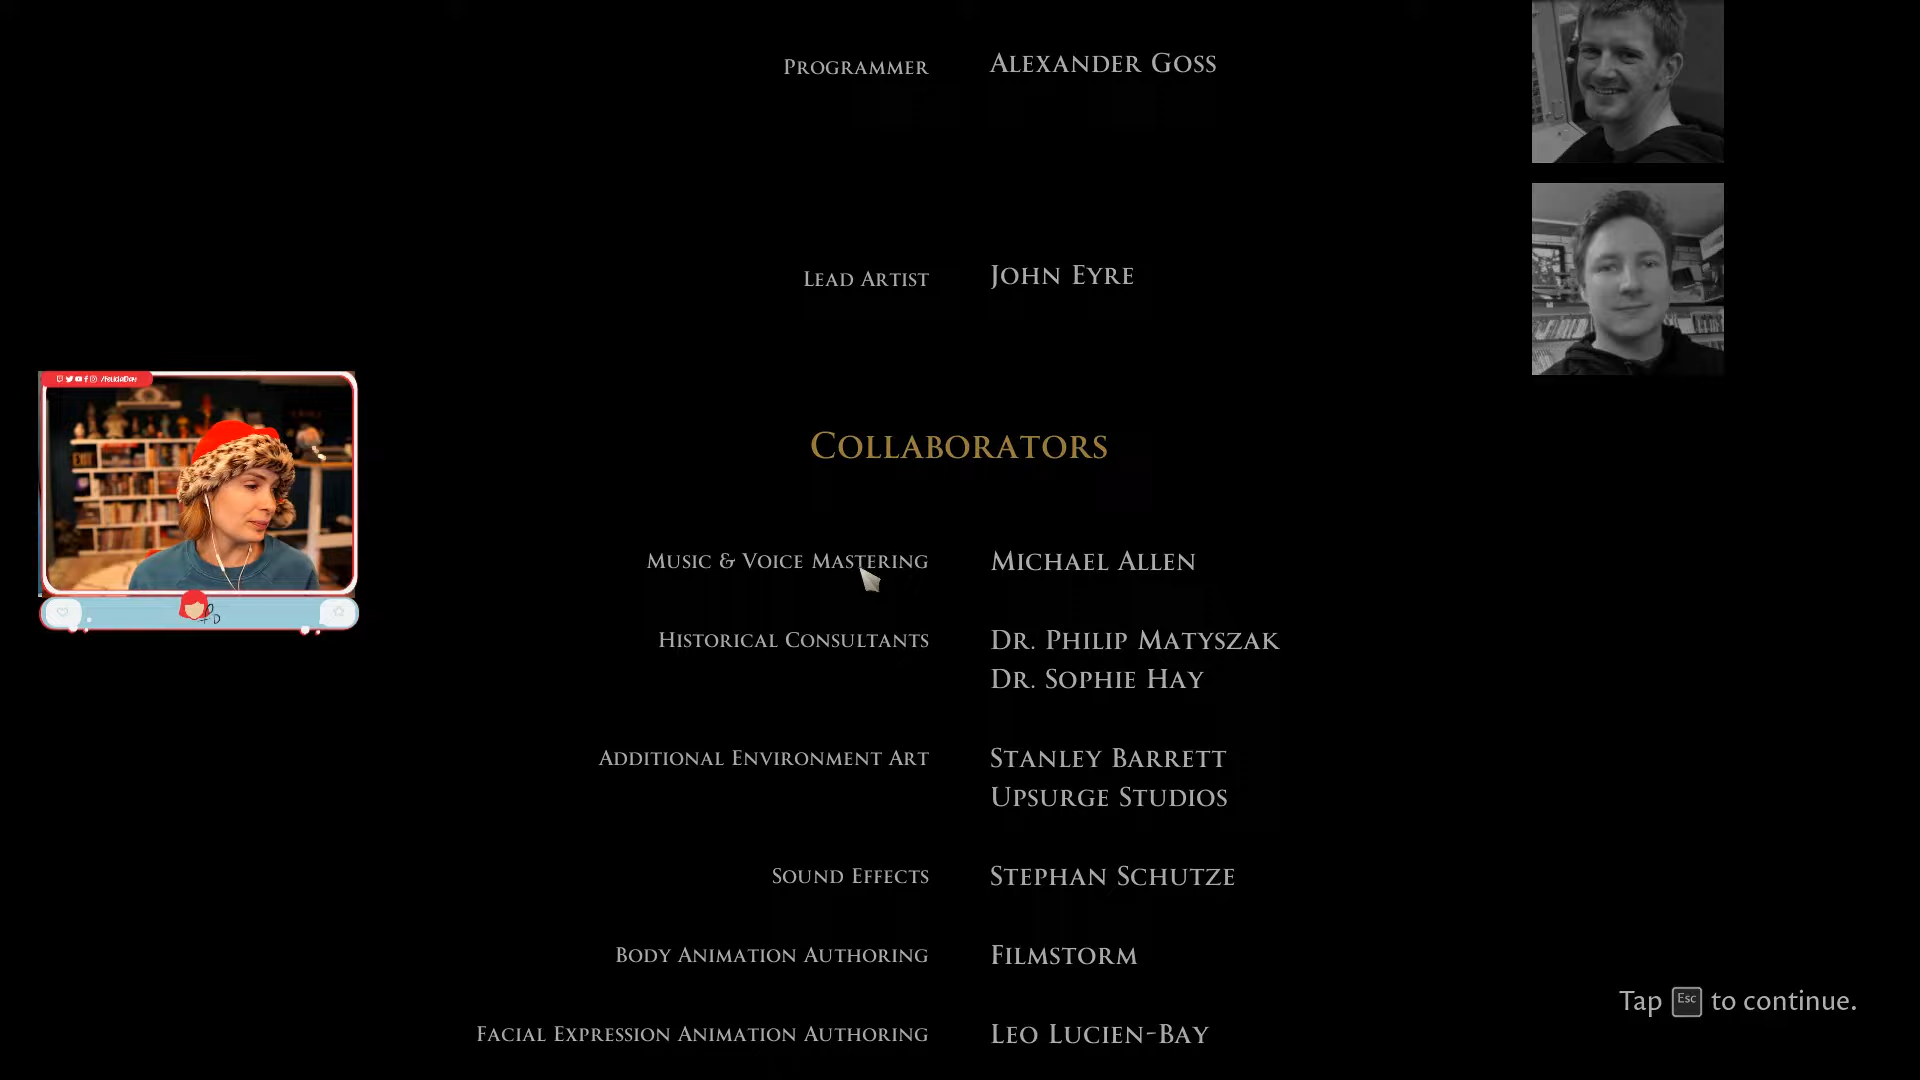 Programmer Alexander Goss
Lead Artist John Eyre
/feliciaday
Collaborators
Music & Voice Mastering Michael Allen
Historical Consultants Dr. Philip Matyszak
Dr. Sophie Hay
Additional Environment Art Stanley Barrett
Upsurge Studios
Sound Effects Stephan Schutze
Body Animation Authoring Filmstorm
Facial Expression Animation Authoring Leo Lucien-Bay
Tap Esc to continue.